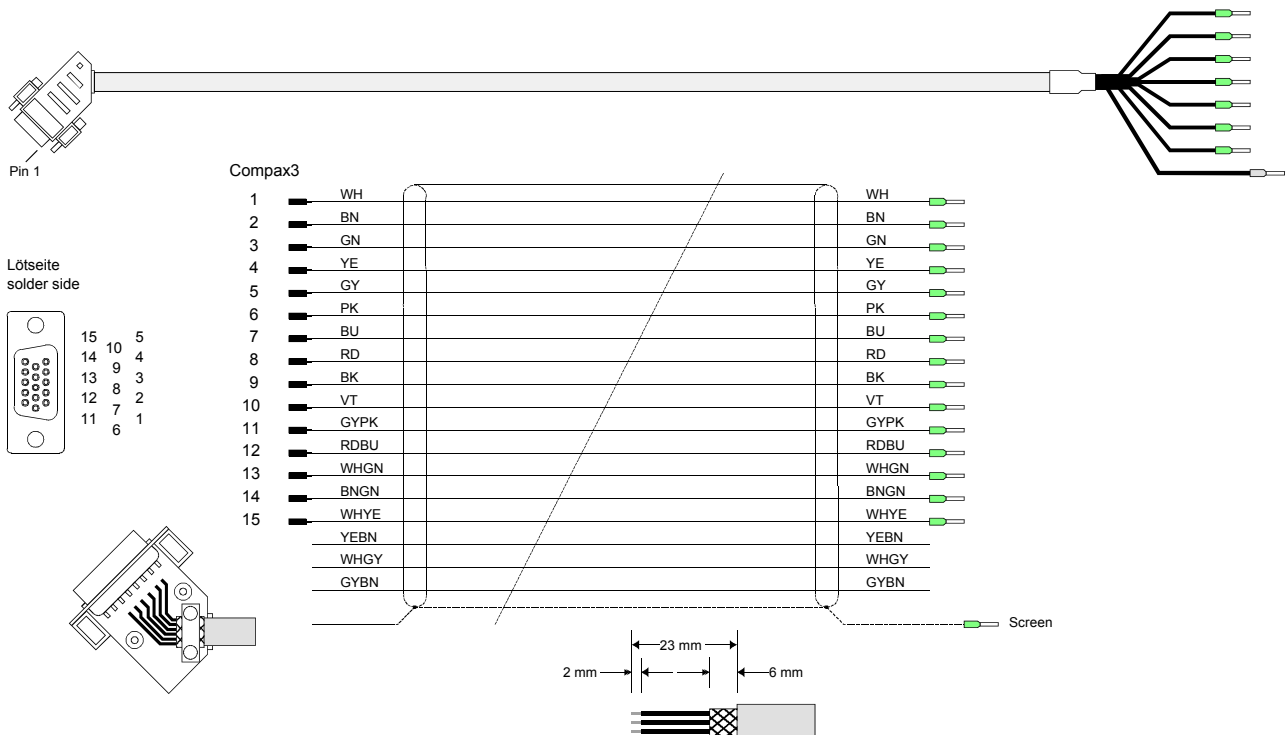 Pin 1
Compax3
1 WH WH
2 BN BN
3 GN GN
4 YE YE
5 GY GY
6 PK PK
7 BU BU
8 RD RD
9 BK BK
10 VT VT
11 GYPK GYPK
12 RDBU RDBU
13 WHGN WHGN
14 BNGN BNGN
15 WHYE WHYE
YEBN YEBN
WHGY WHGY
GYBN GYBN
Screen
Lötseite
solder side
15 5
10
14 4
9
13 3
8
12 2
7
11 1
6
23 mm
2 mm 6 mm